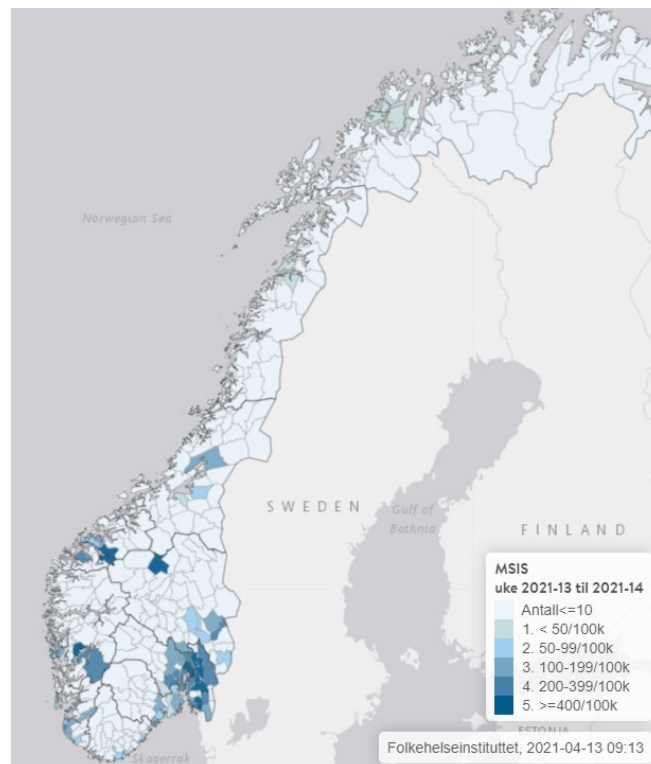 Norwegian Sea
SWEDEN
Gulf of
Bothnia
FINLAND
MSIS
uke 2021-13 til 2021-14
Antall<=10
1. < 50/100k
2. 50-99/100k
3. 100-199/100k
4. 200-399/100k
5. >=400/100k
ESTONIA
Folkehelseinstituttet, 2021-04-13 09:13
Skagerrak